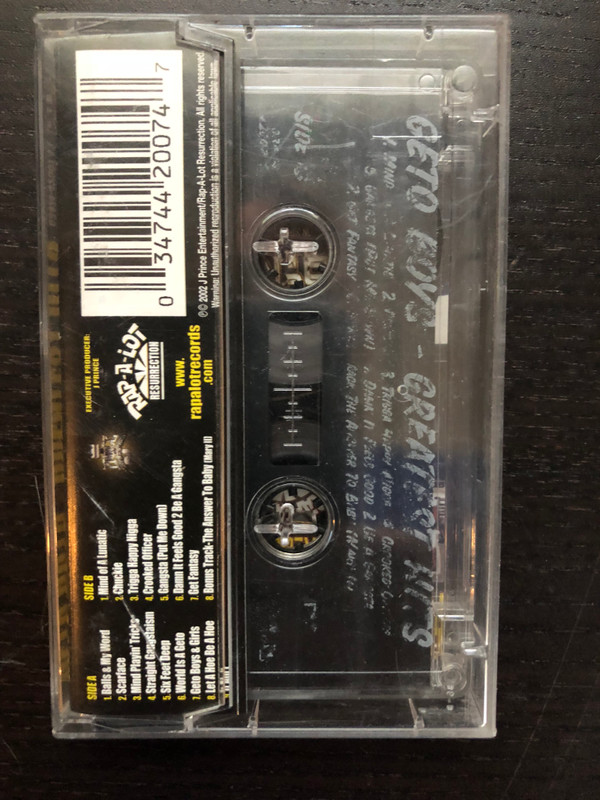 0 34744 20074 7
℗© 2002 J Prince Entertainment/Rap-A-Lot Resurrection. All rights reserved
Warning: Unauthorized reproduction is a violation of all applicable laws.
EXECUTIVE PRODUCER:
J PRINCE
RAP-A-LOT
RESURRECTION
www.
rapalotrecords
.com
SIDE A
1. Balls & My Word
2. Scarface
3. Mind Playin' Tricks
4. Straight Gangstaism
5. Six Feet Deep
6. World Is A Geto
7. Geto Boys & Girls
8. Let A Hoe Be A Hoe
SIDE B
1. Mind of A Lunatic
2. Chuckie
3. Trigga Happy Nigga
4. Crooked Officer
5. Gangsta (Put Me Down)
6. Damn It Feels Good 2 Be A Gangsta
7. Get Fantasy
8. Bonus Track-The Answer To Baby (Mary II)
GETO BOYS - GREATEST HITS
SIDE B